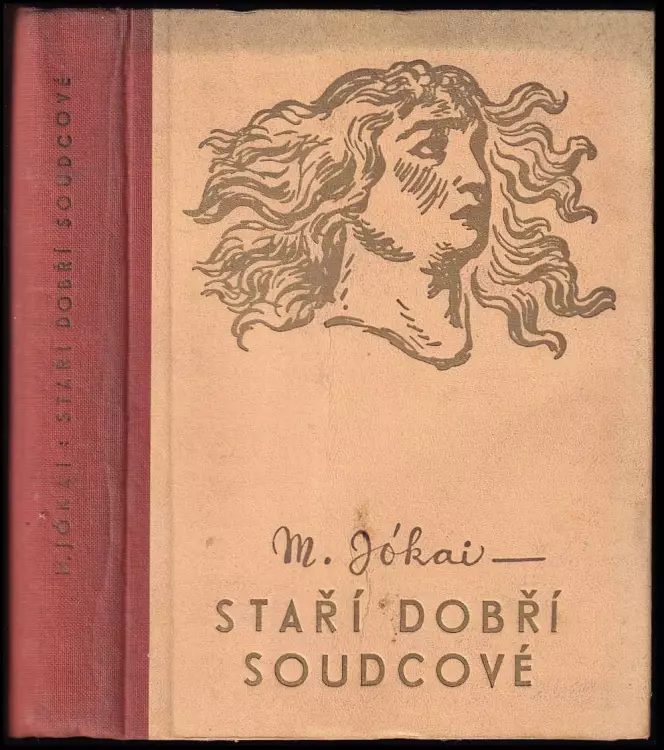 M. JÓKAI : STAŘÍ DOBŘÍ SOUDCOVÉ
M. Jókai —
STAŘÍ DOBŘÍ
SOUDCOVÉ